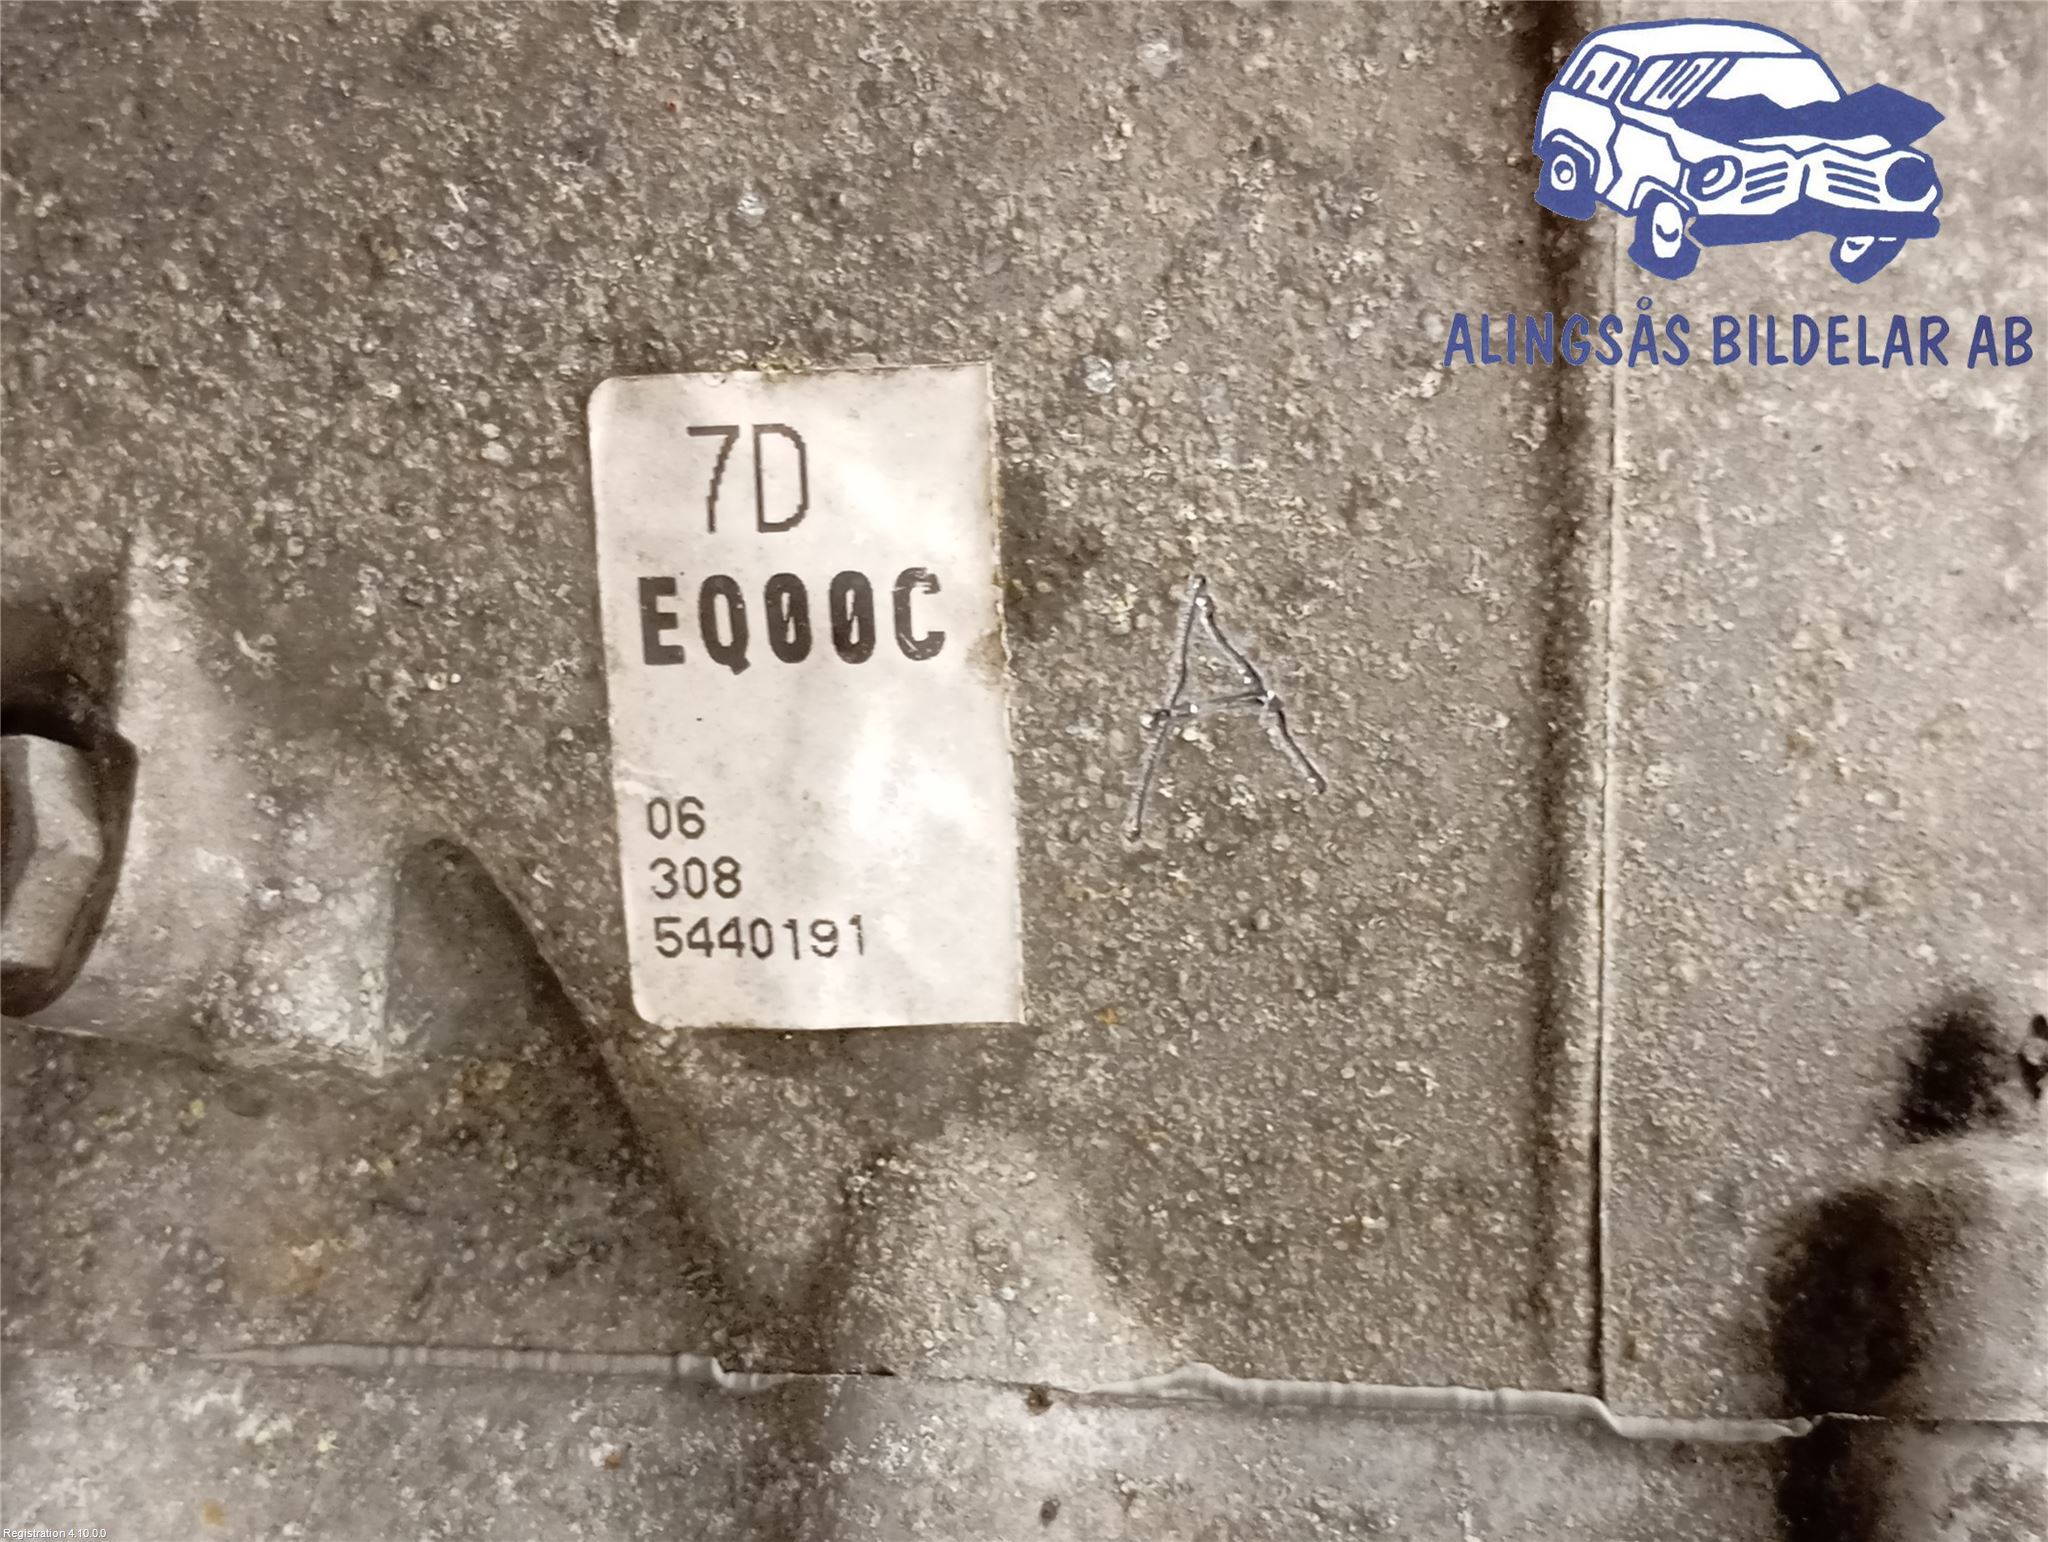 ALINGSÅS BILDELAR AB
7D
EQ00C
A
06
308
5440191
Registration 4.10.0.0